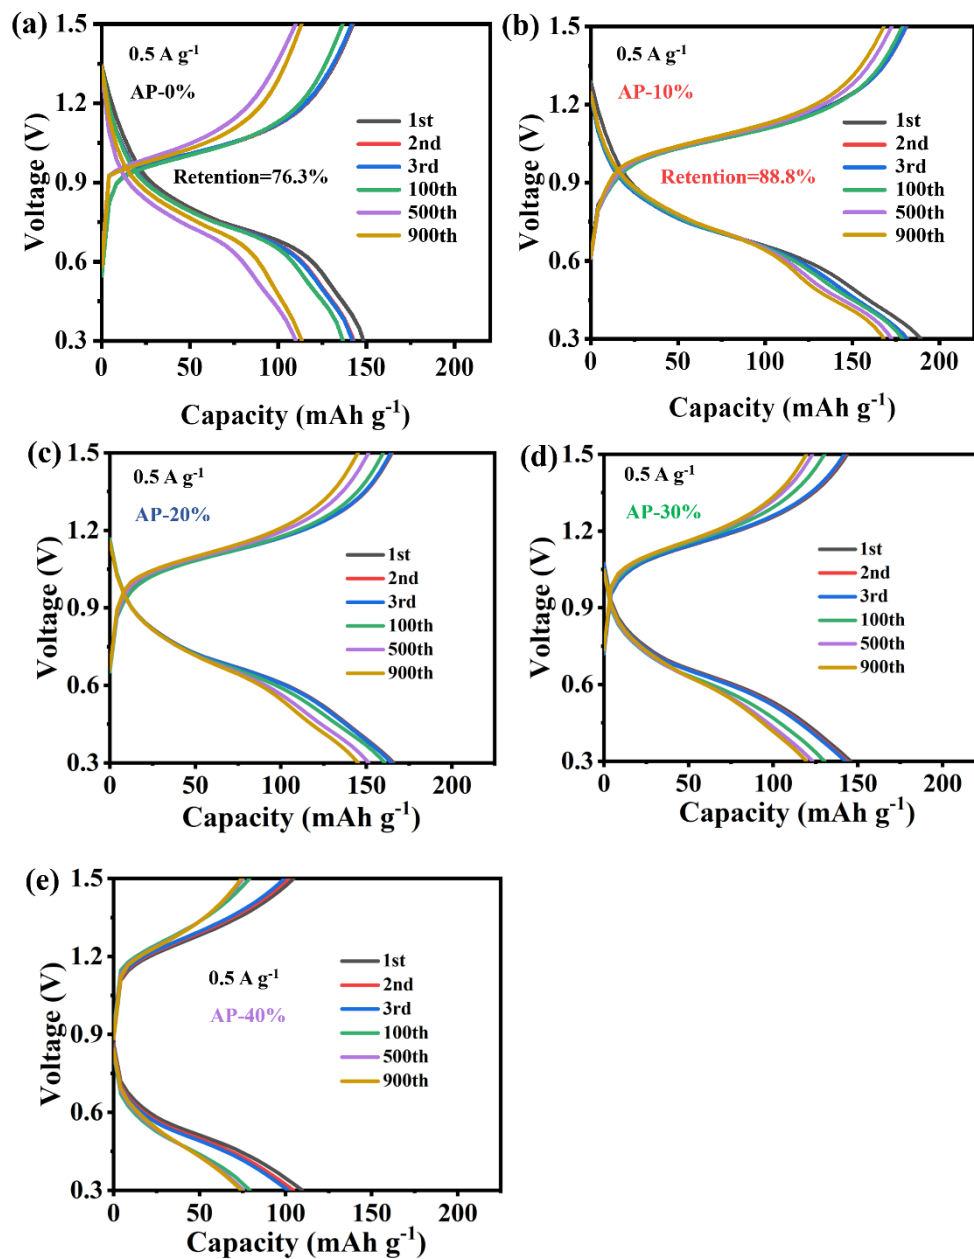 (a)
1.5
1.2
0.9
0.6
0.3
Voltage (V)
0.5 A g⁻¹
AP-0%
1st
2nd
3rd
100th
500th
900th
Retention=76.3%
0 50 100 150 200
Capacity (mAh g⁻¹)
(b)
1.5
1.2
0.9
0.6
0.3
Voltage (V)
0.5 A g⁻¹
AP-10%
1st
2nd
3rd
100th
500th
900th
Retention=88.8%
0 50 100 150 200
Capacity (mAh g⁻¹)
(c)
1.5
1.2
0.9
0.6
0.3
Voltage (V)
0.5 A g⁻¹
AP-20%
1st
2nd
3rd
100th
500th
900th
0 50 100 150 200
Capacity (mAh g⁻¹)
(d)
1.5
1.2
0.9
0.6
0.3
Voltage (V)
0.5 A g⁻¹
AP-30%
1st
2nd
3rd
100th
500th
900th
0 50 100 150 200
Capacity (mAh g⁻¹)
(e)
1.5
1.2
0.9
0.6
0.3
Voltage (V)
0.5 A g⁻¹
AP-40%
1st
2nd
3rd
100th
500th
900th
0 50 100 150 200
Capacity (mAh g⁻¹)